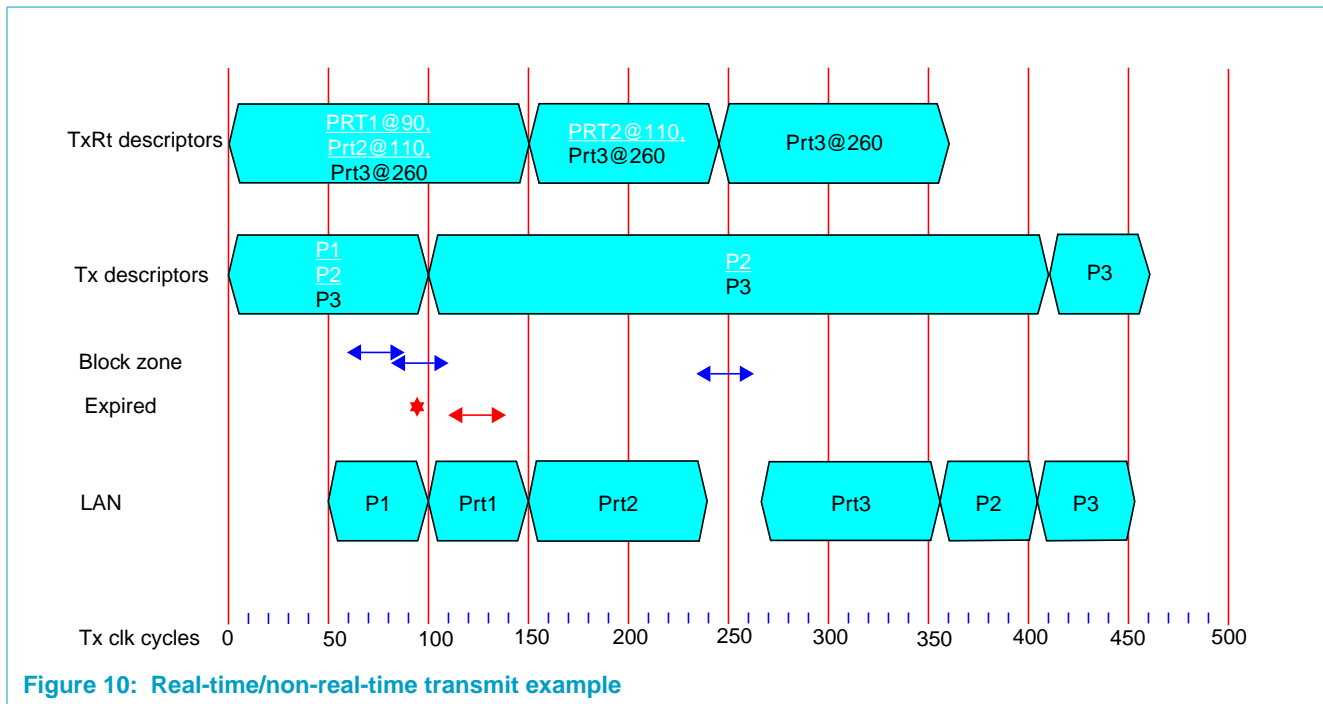 TxRt descriptors
PRT1@90,
Prt2@110,
Prt3@260
PRT2@110,
Prt3@260
Prt3@260
Tx descriptors
P1
P2
P3
P2
P3
P3
Block zone
Expired
LAN
P1
Prt1
Prt2
Prt3
P2
P3
Tx clk cycles
0 50 100 150 200 250 300 350 400 450 500
Figure 10: Real-time/non-real-time transmit example